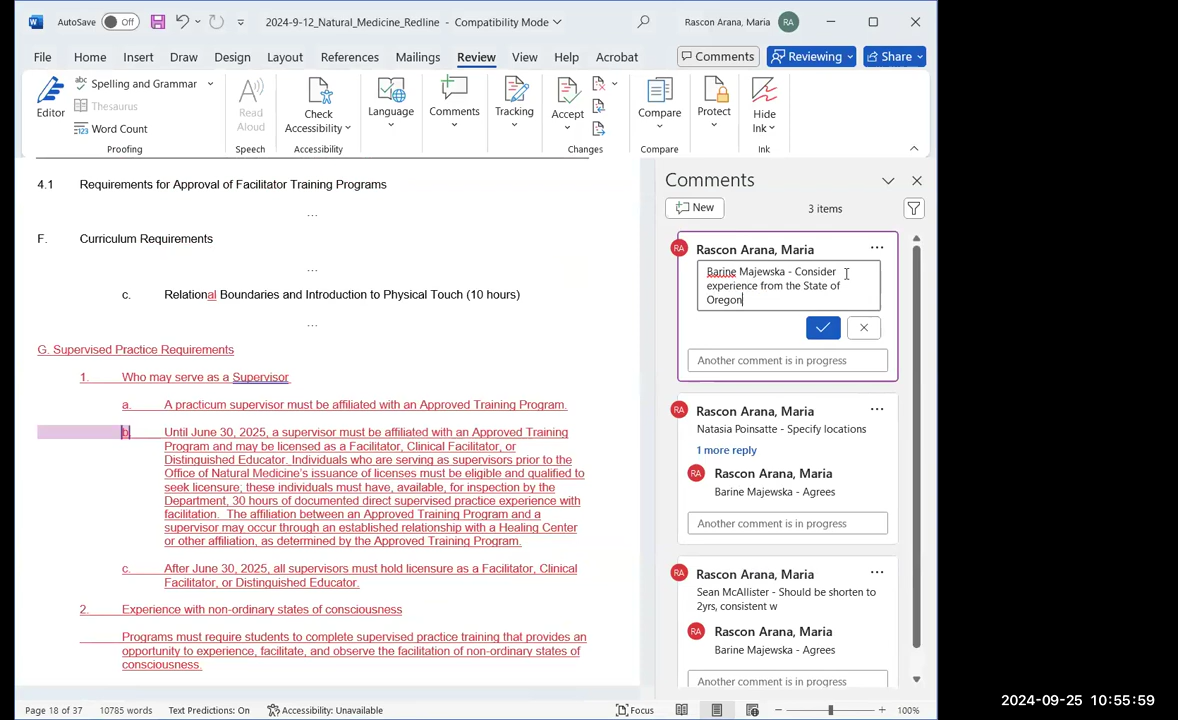 AutoSave Off 2024-9-12_Natural_Medicine_Redline - Compatibility Mode Rascon Arana, Maria RA
File Home Insert Draw Design Layout References Mailings Review View Help Acrobat Comments Reviewing Share
Editor
abc Spelling and Grammar
Thesaurus
123 Word Count
Proofing
Read Aloud
Speech
Check Accessibility
Accessibility
Language
Comments
Tracking
Accept
Changes
Compare
Compare
Protect
Hide Ink
Ink
4.1 Requirements for Approval of Facilitator Training Programs
...
F. Curriculum Requirements
...
c. Relational Boundaries and Introduction to Physical Touch (10 hours)
...
G. Supervised Practice Requirements
1. Who may serve as a Supervisor
a. A practicum supervisor must be affiliated with an Approved Training Program.
b. Until June 30, 2025, a supervisor must be affiliated with an Approved Training
Program and may be licensed as a Facilitator, Clinical Facilitator, or
Distinguished Educator. Individuals who are serving as supervisors prior to the
Office of Natural Medicine's issuance of licenses must be eligible and qualified to
seek licensure; these individuals must have, available, for inspection by the
Department, 30 hours of documented direct supervised practice experience with
facilitation. The affiliation between an Approved Training Program and a
supervisor may occur through an established relationship with a Healing Center
or other affiliation, as determined by the Approved Training Program.
c. After June 30, 2025, all supervisors must hold licensure as a Facilitator, Clinical
Facilitator, or Distinguished Educator.
2. Experience with non-ordinary states of consciousness
Programs must require students to complete supervised practice training that provides an
opportunity to experience, facilitate, and observe the facilitation of non-ordinary states of
consciousness.
Comments
New 3 items
RA Rascon Arana, Maria
Barine Majewska - Consider
experience from the State of
Oregon
Another comment is in progress
RA Rascon Arana, Maria
Natasia Poinsatte - Specify locations
1 more reply
RA Rascon Arana, Maria
Barine Majewska - Agrees
Another comment is in progress
RA Rascon Arana, Maria
Sean McAllister - Should be shorten to
2yrs, consistent w
RA Rascon Arana, Maria
Barine Majewska - Agrees
Another comment is in progress
Page 18 of 37 10785 words Text Predictions: On Accessibility: Unavailable Focus 100%
2024-09-25 10:55:59